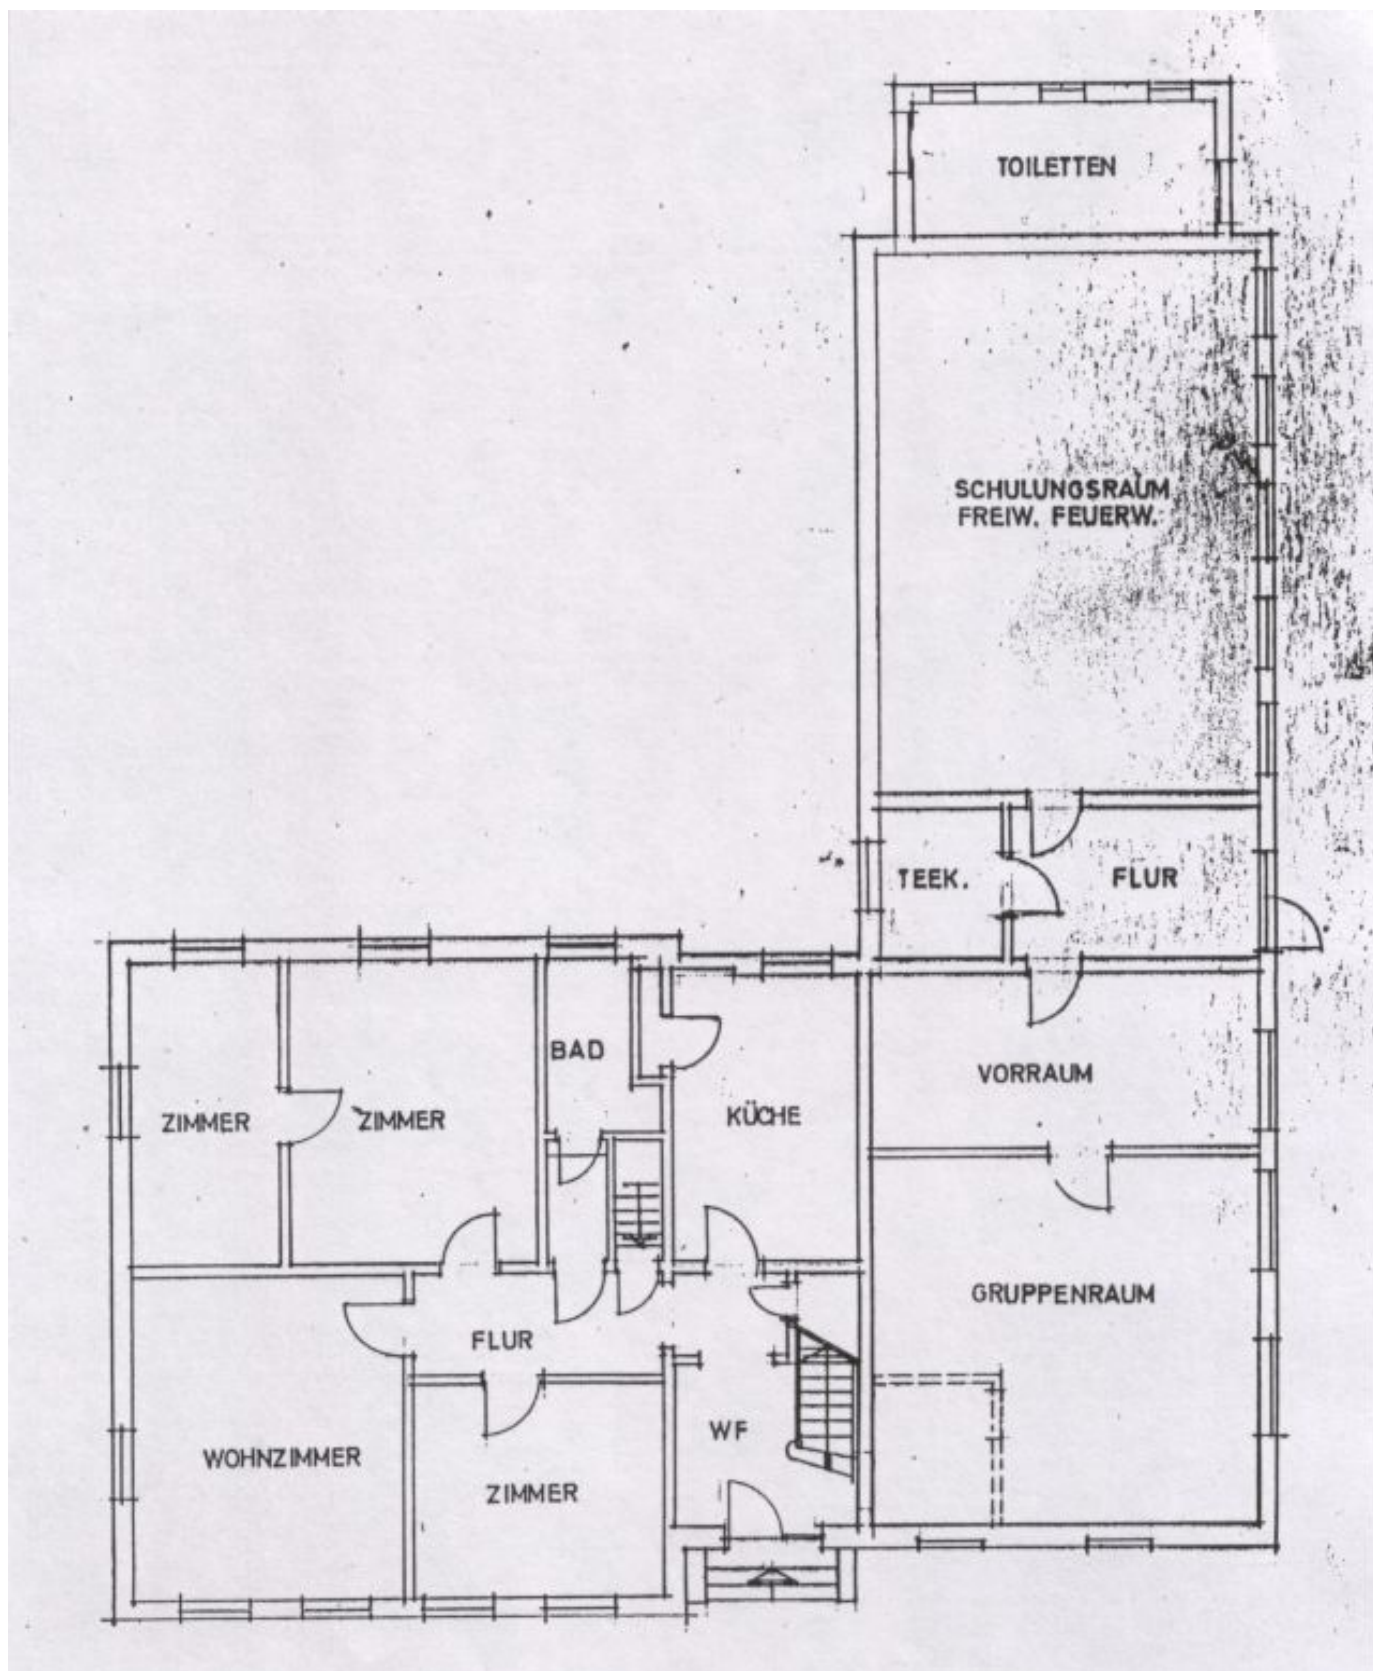 TOILETTEN
SCHULUNGSRAUM
FREIW. FEUERW.
TEEK.
FLUR
BAD
VORRAUM
ZIMMER
ZIMMER
KÜCHE
GRUPPENRAUM
FLUR
WF
WOHNZIMMER
ZIMMER